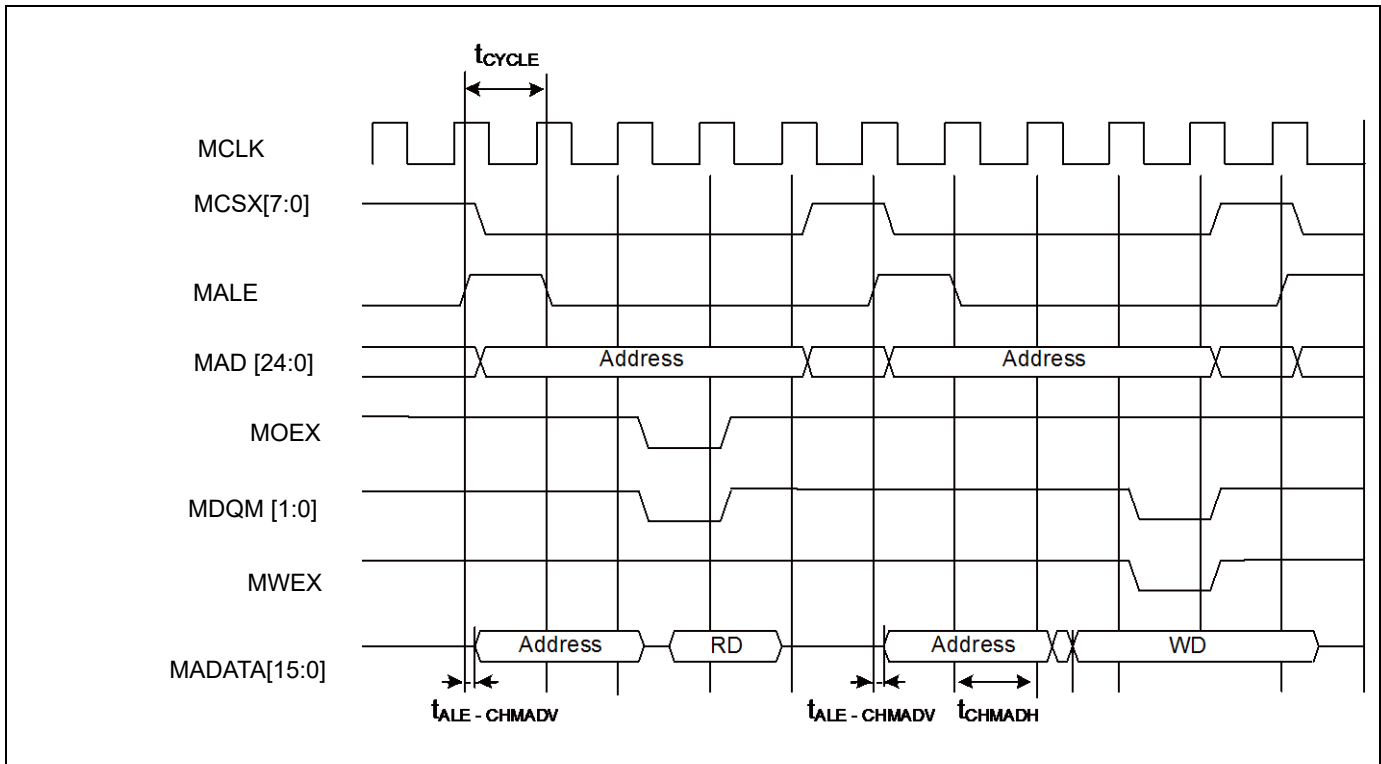 tCYCLE
MCLK
MCSX[7:0]
MALE
MAD [24:0]
Address
Address
MOEX
MDQM [1:0]
MWEX
MADATA[15:0]
Address
RD
Address
WD
tALE - CHMADV
tALE - CHMADV
tCHMADH